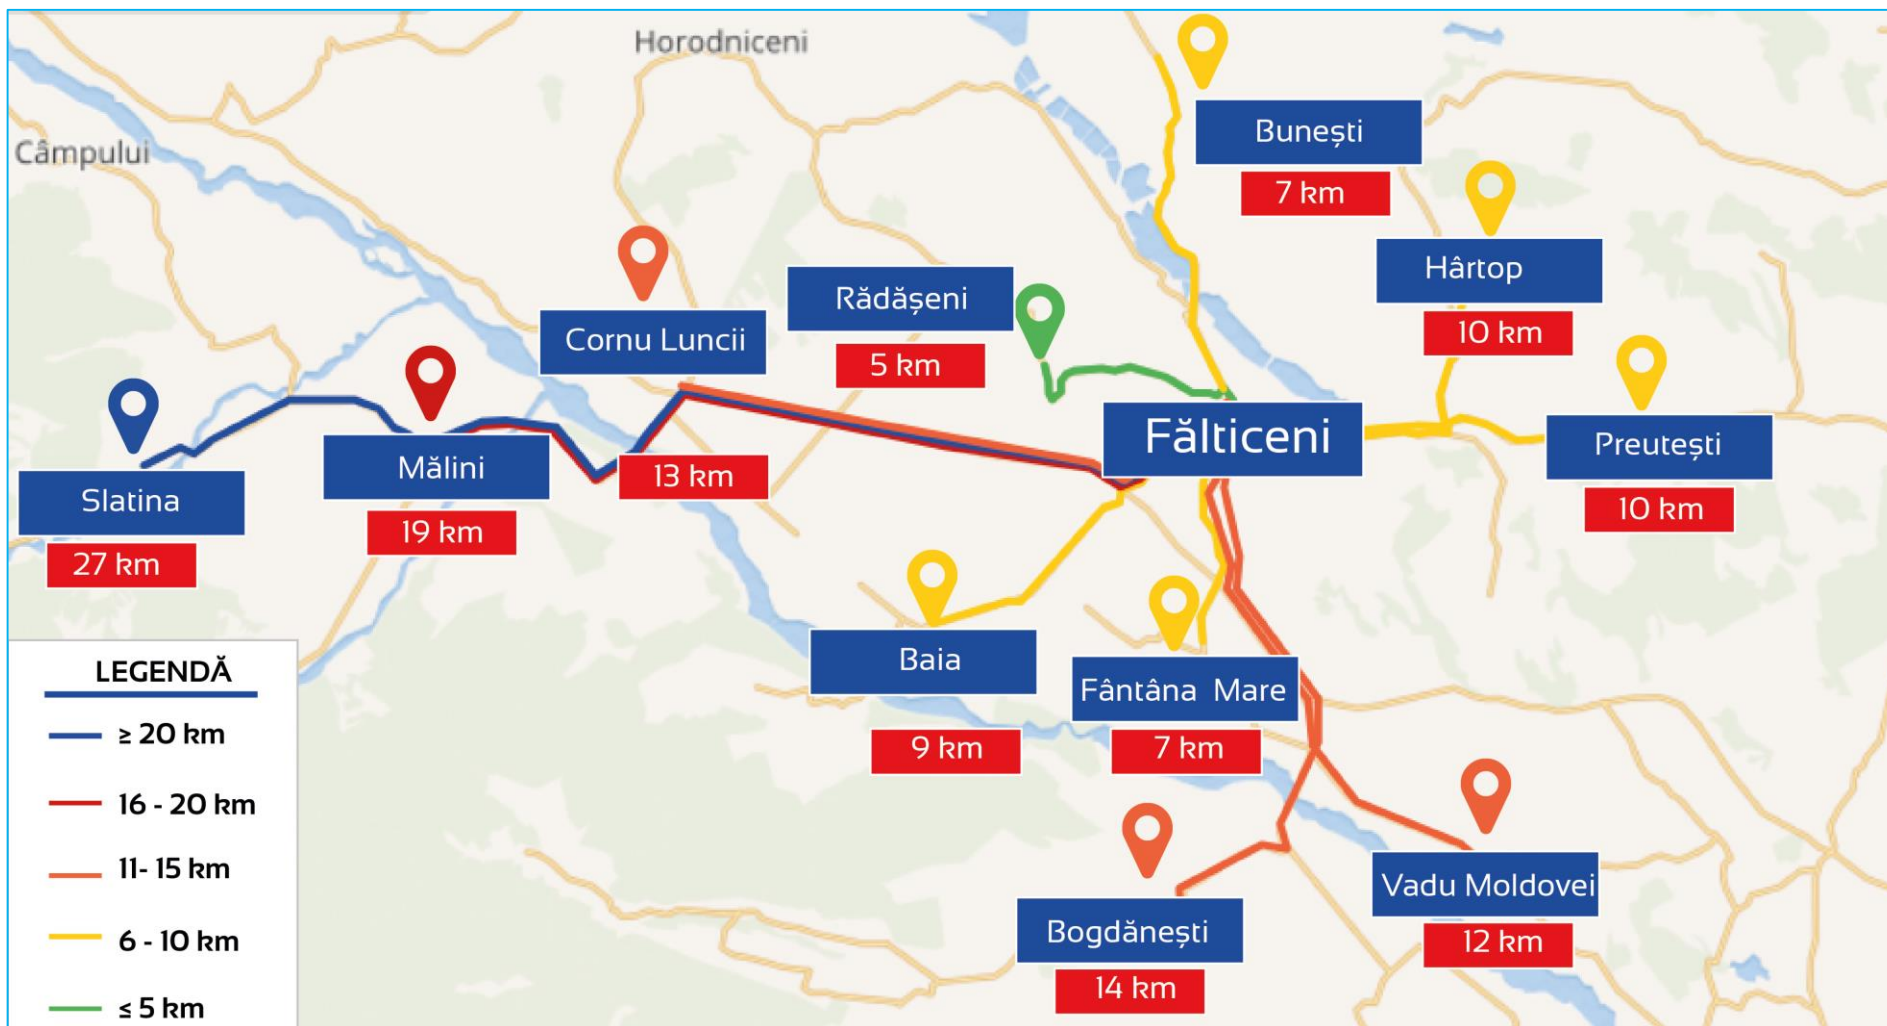 Horodniceni
Câmpului
Bunești
7 km
Hârtop
10 km
Rădășeni
5 km
Cornu Luncii
13 km
Fălticeni
Preutești
10 km
Mălini
19 km
Slatina
27 km
Baia
9 km
Fântâna Mare
7 km
Vadu Moldovei
12 km
Bogdănești
14 km
LEGENDĂ
≥ 20 km
16 - 20 km
11- 15 km
6 - 10 km
≤ 5 km